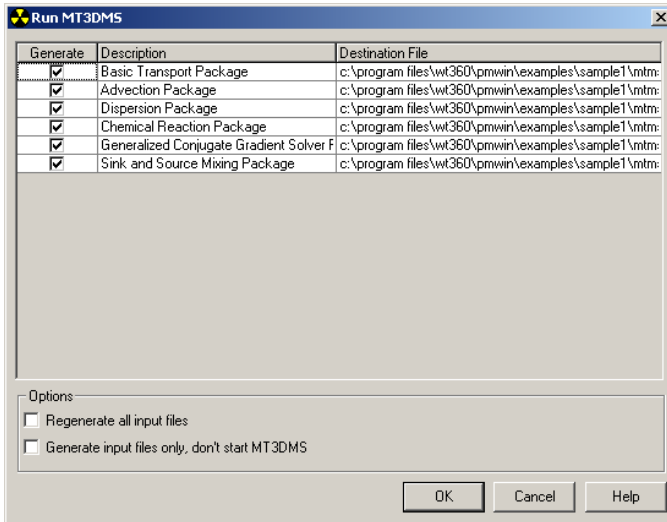 Run MT3DMS
Generate Description Destination File
Basic Transport Package c:\program files\wt360\pmwin\examples\sample1\mtm
Advection Package c:\program files\wt360\pmwin\examples\sample1\mtm
Dispersion Package c:\program files\wt360\pmwin\examples\sample1\mtm
Chemical Reaction Package c:\program files\wt360\pmwin\examples\sample1\mtm
Generalized Conjugate Gradient Solver P c:\program files\wt360\pmwin\examples\sample1\mtm
Sink and Source Mixing Package c:\program files\wt360\pmwin\examples\sample1\mtm
Options
Regenerate all input files
Generate input files only, don't start MT3DMS
OK Cancel Help